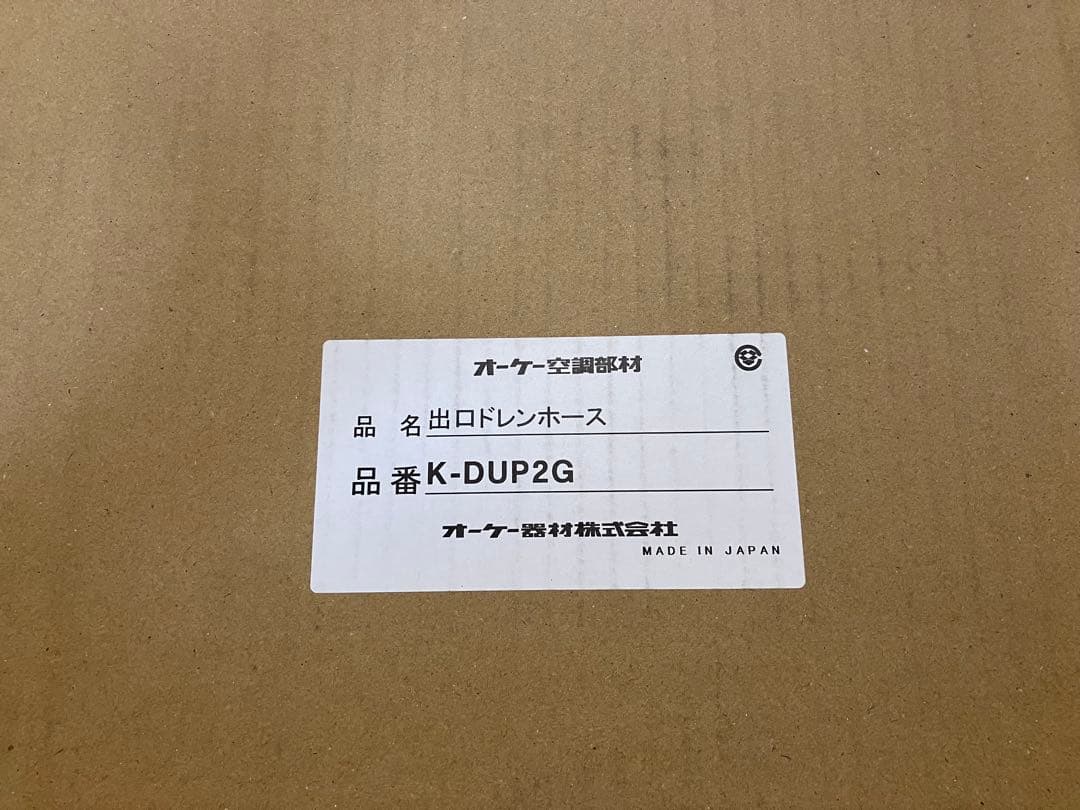 オーケー空調部材
品 名 出口ドレンホース
品番 K-DUP2G
オーケー器材株式会社
MADE IN JAPAN